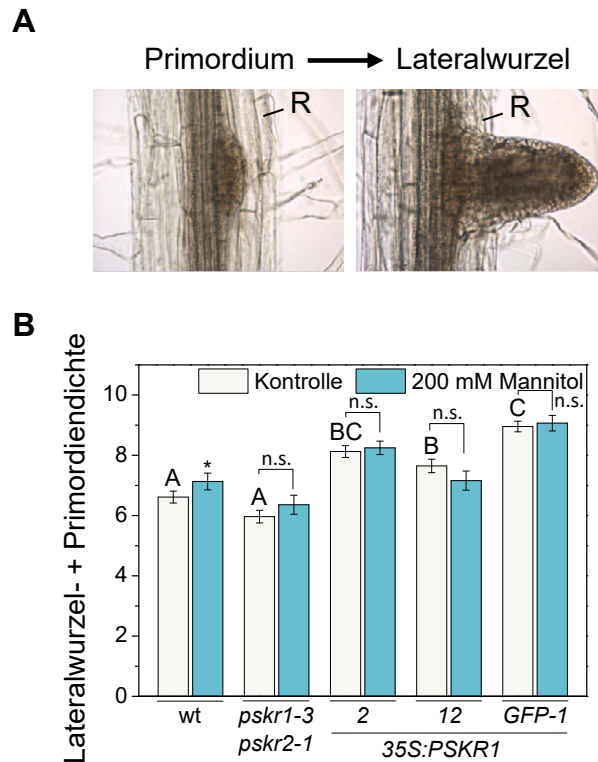 A
Primordium → Lateralwurzel
R
R
B
Lateralwurzel- + Primordiendichte
Kontrolle
200 mM Mannitol
10
8
6
4
2
0
A
*
A
n.s.
BC
n.s.
B
n.s.
C
n.s.
wt
pskr1-3
pskr2-1
2
12
GFP-1
35S:PSKR1